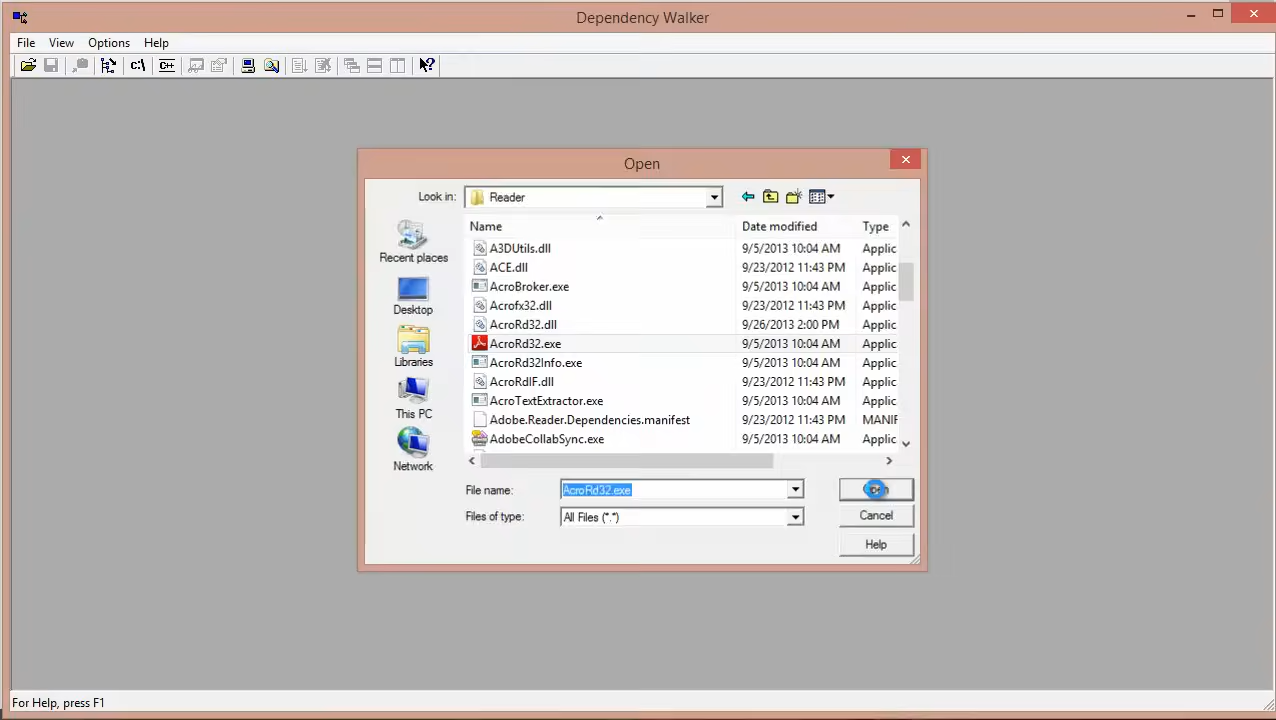 Dependency Walker
File View Options Help
C:\ C++
Open
Look in: Reader
Recent places
Desktop
Libraries
This PC
Network
Name Date modified Type
A3DUtils.dll 9/5/2013 10:04 AM Applic
ACE.dll 9/23/2012 11:43 PM Applic
AcroBroker.exe 9/5/2013 10:04 AM Applic
Acrofx32.dll 9/23/2012 11:43 PM Applic
AcroRd32.dll 9/26/2013 2:00 PM Applic
AcroRd32.exe 9/5/2013 10:04 AM Applic
AcroRd32Info.exe 9/5/2013 10:04 AM Applic
AcroRdIF.dll 9/23/2012 11:43 PM Applic
AcroTextExtractor.exe 9/5/2013 10:04 AM Applic
Adobe.Reader.Dependencies.manifest 9/23/2012 11:43 PM MANIF
AdobeCollabSync.exe 9/5/2013 10:04 AM Applic
File name: AcroRd32.exe
Files of type: All Files (*.*)
Cancel
Help
For Help, press F1